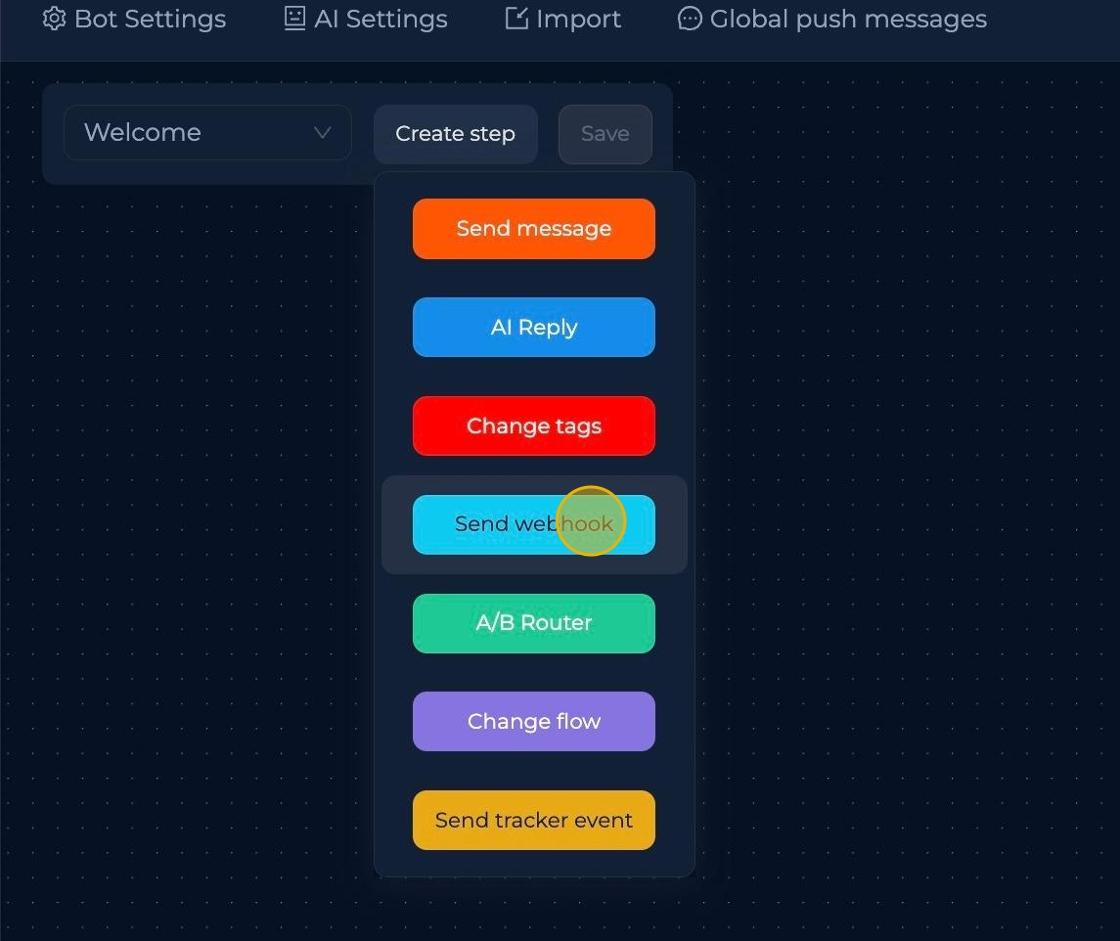 Bot Settings AI Settings Import Global push messages
Welcome Create step Save
Send message
AI Reply
Change tags
Send webhook
A/B Router
Change flow
Send tracker event